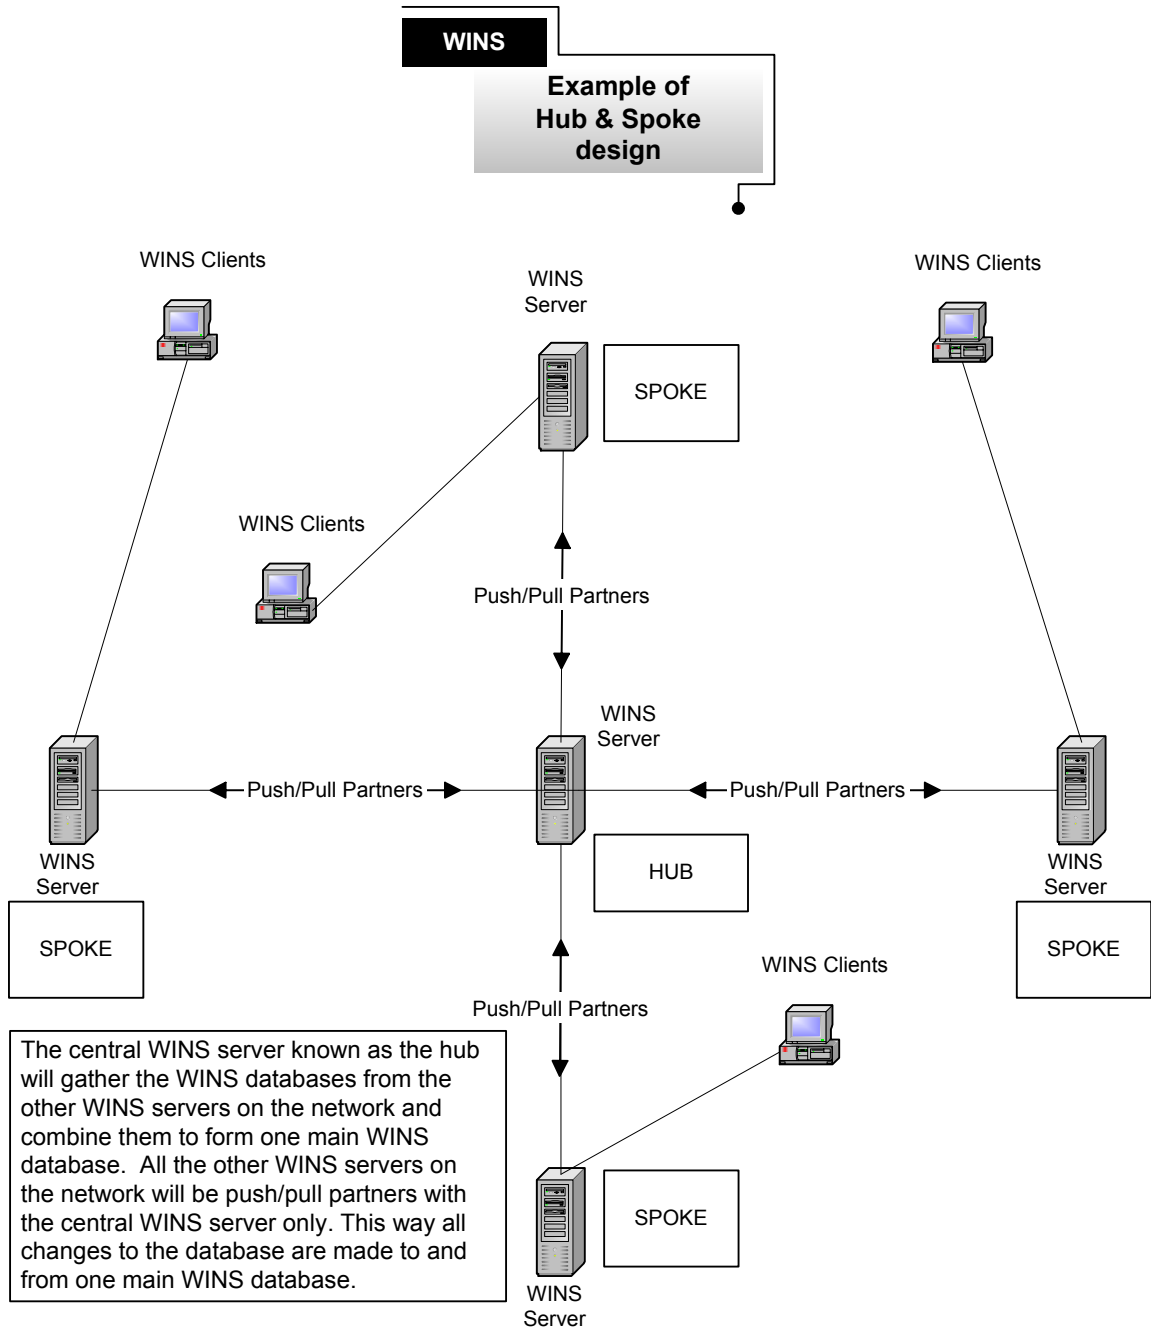 WINS
Example of
Hub & Spoke
design
WINS Clients
WINS
Server
WINS Clients
SPOKE
WINS Clients
Push/Pull Partners
WINS
Server
Push/Pull Partners
Push/Pull Partners
WINS
Server
HUB
WINS
Server
SPOKE
SPOKE
WINS Clients
Push/Pull Partners
The central WINS server known as the hub
will gather the WINS databases from the
other WINS servers on the network and
combine them to form one main WINS
database.  All the other WINS servers on
the network will be push/pull partners with
the central WINS server only. This way all
changes to the database are made to and
from one main WINS database.
SPOKE
WINS
Server